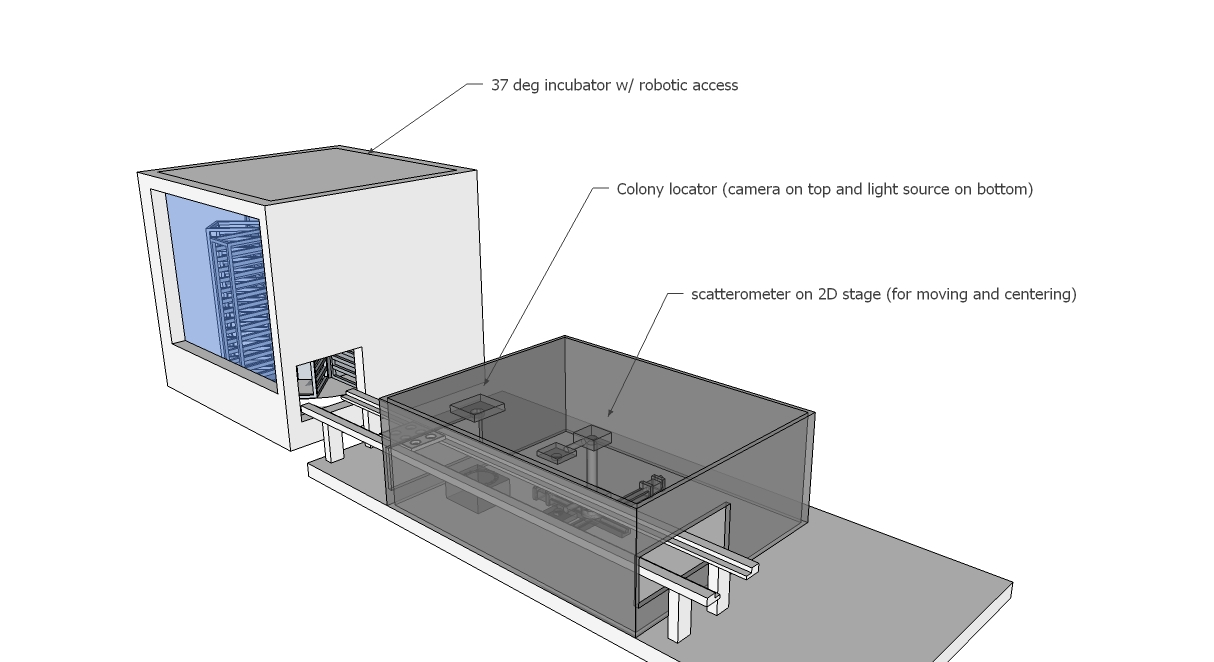 37 deg incubator w/ robotic access
Colony locator (camera on top and light source on bottom)
scatterometer on 2D stage (for moving and centering)